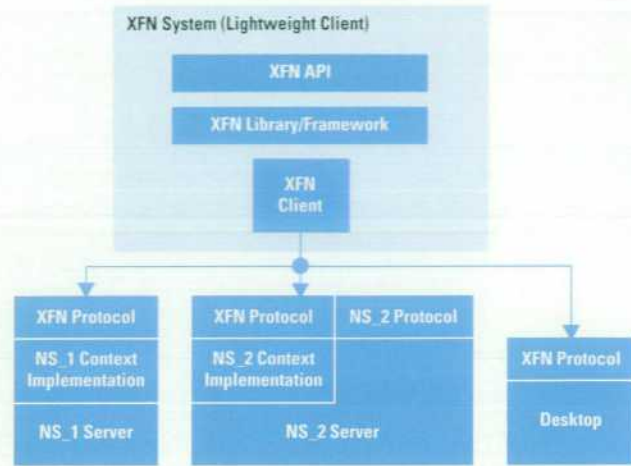 XFN System (Lightweight Client)
XFN API
XFN Library/Framework
XFN
Client
XFN Protocol
NS_1 Context
Implementation
NS_1 Server
XFN Protocol
NS_2 Protocol
NS_2 Context
Implementation
NS_2 Server
XFN Protocol
Desktop